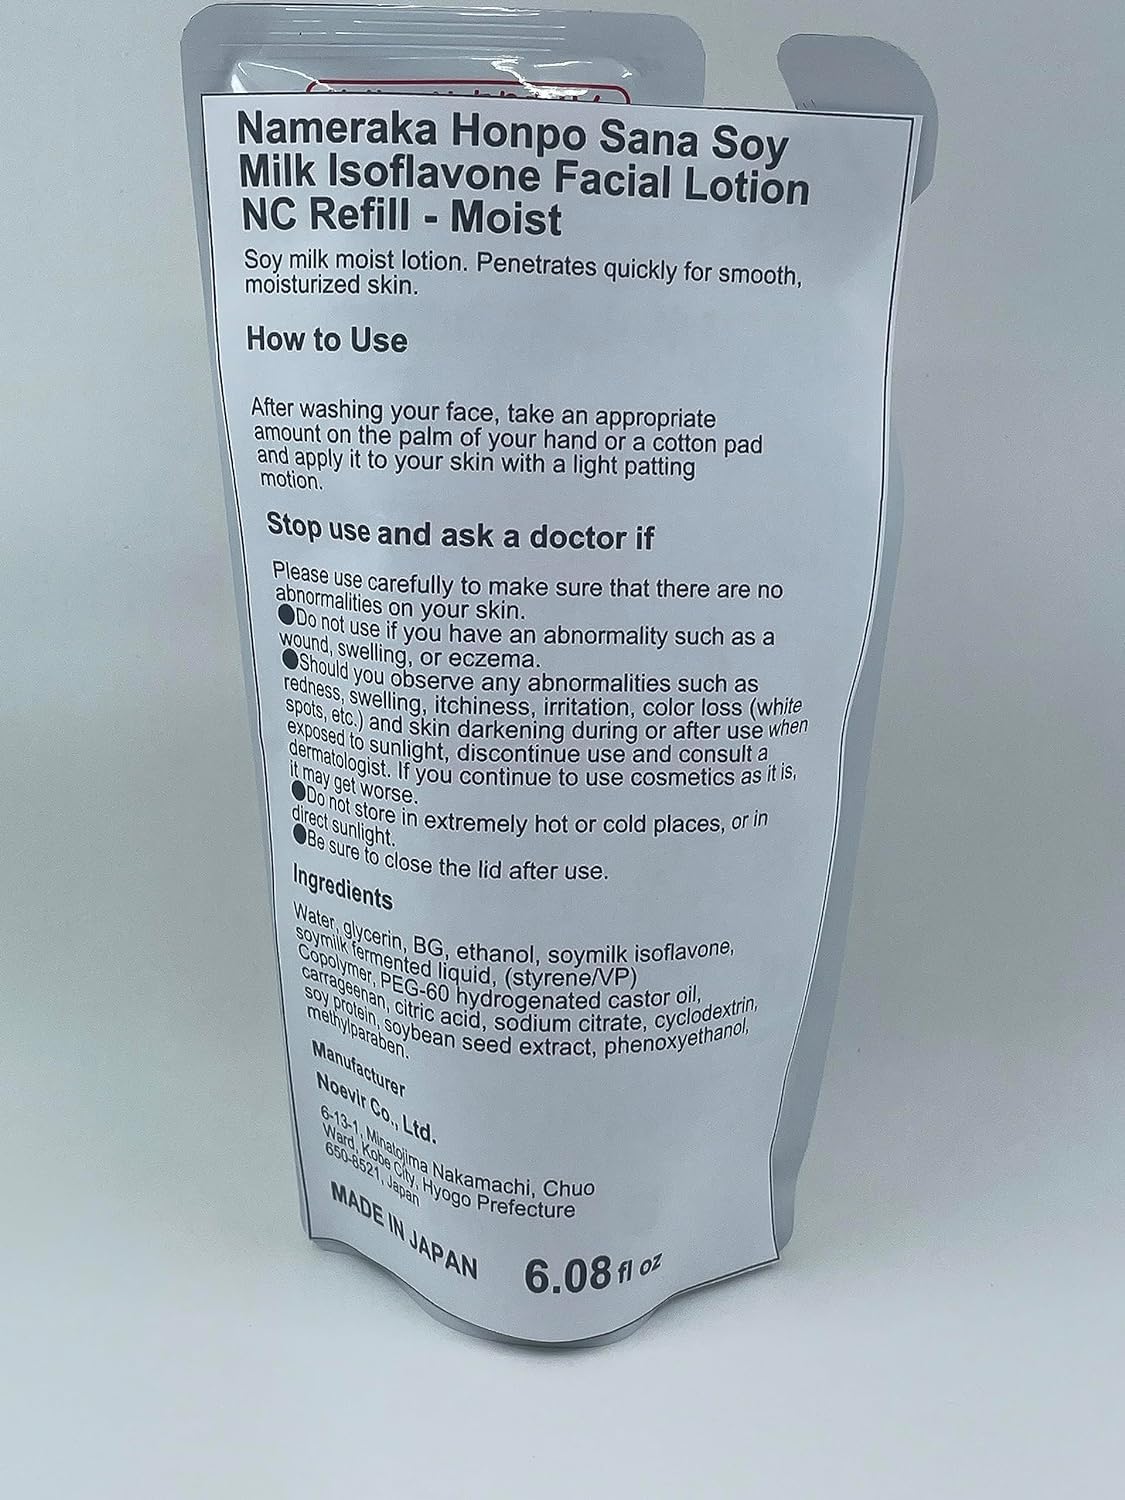 Nameraka Honpo Sana Soy
Milk Isoflavone Facial Lotion
NC Refill - Moist
Soy milk moist lotion. Penetrates quickly for smooth,
moisturized skin.
How to Use
After washing your face, take an appropriate
amount on the palm of your hand or a cotton pad
and apply it to your skin with a light patting
motion.
Stop use and ask a doctor if
Please use carefully to make sure that there are no
abnormalities on your skin.
●Do not use if you have an abnormality such as a
wound, swelling, or eczema.
●Should you observe any abnormalities such as
redness, swelling, itchiness, irritation, color loss (white
spots, etc.) and skin darkening during or after use when
exposed to sunlight, discontinue use and consult a
dermatologist. If you continue to use cosmetics as it is,
it may get worse.
●Do not store in extremely hot or cold places, or in
direct sunlight.
●Be sure to close the lid after use.
Ingredients
Water, glycerin, BG, ethanol, soymilk isoflavone,
soymilk fermented liquid, (styrene/VP)
Copolymer, PEG-60 hydrogenated castor oil,
carrageenan, citric acid, sodium citrate, cyclodextrin,
soy protein, soybean seed extract, phenoxyethanol,
methylparaben.
Manufacturer
Noevir Co., Ltd.
6-13-1, Minatojima Nakamachi, Chuo
Ward, Kobe City, Hyogo Prefecture
650-8521, Japan
MADE IN JAPAN
6.08 fl oz